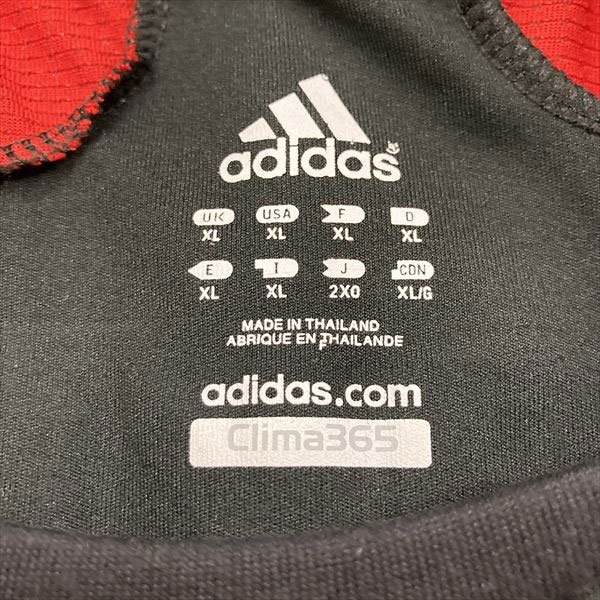 adidas®
UK USA F D
XL XL XL XL
E I J CDN
XL XL 2XO XL/G
MADE IN THAILAND
FABRIQUE EN THAILANDE
adidas.com
Clima365